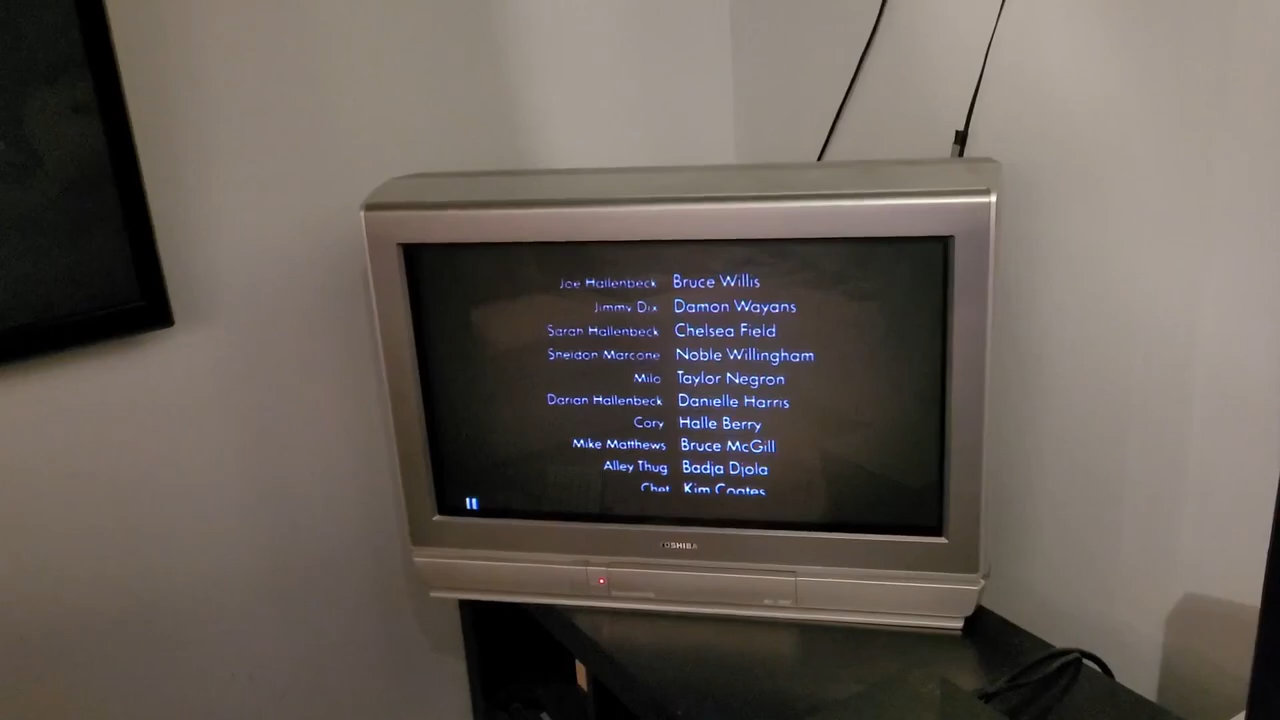 Joe Hallenbeck Bruce Willis
Jimmy Dix Damon Wayans
Sarah Hallenbeck Chelsea Field
Sheldon Marcone Noble Willingham
Milo Taylor Negron
Darian Hallenbeck Danielle Harris
Cory Halle Berry
Mike Matthews Bruce McGill
Alley Thug Badja Djola
Chet Kim Coates
TOSHIBA